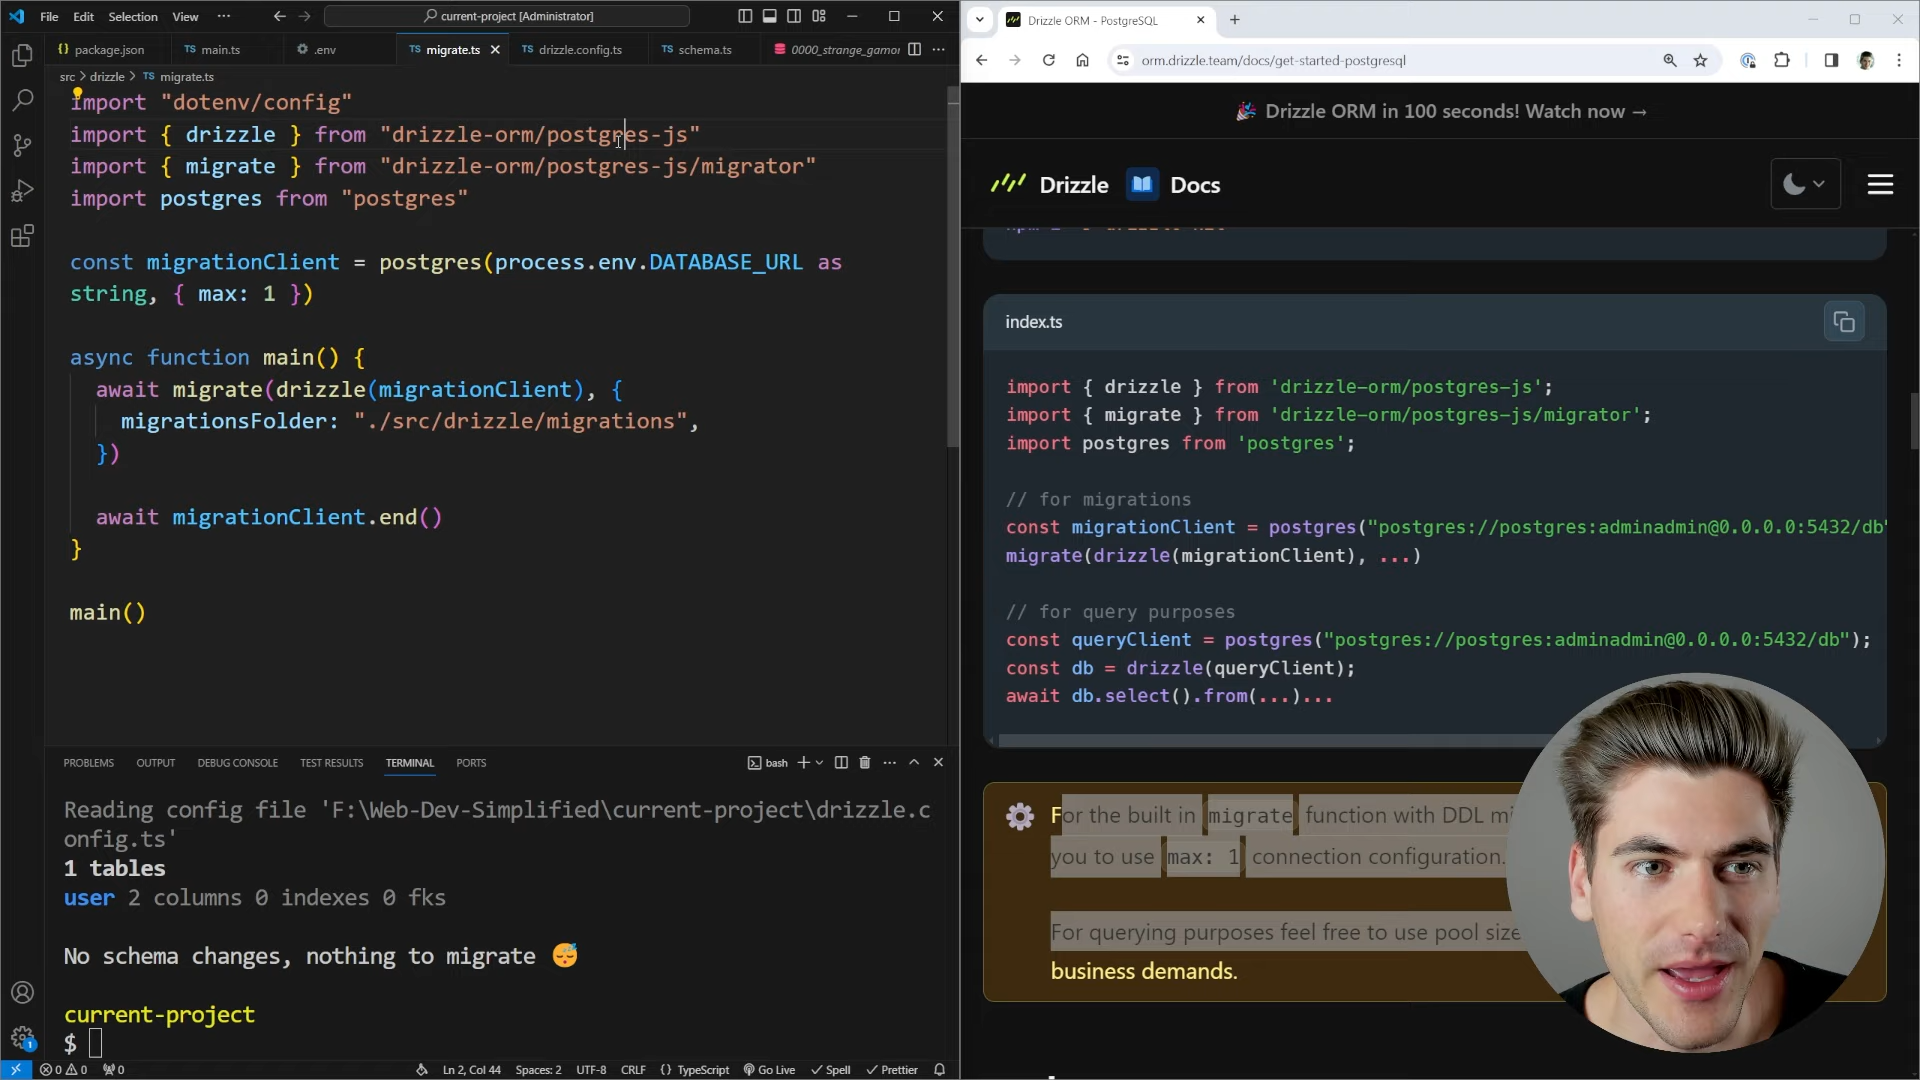 File Edit Selection View ··· current-project [Administrator]
package.json TS main.ts .env TS migrate.ts TS drizzle.config.ts TS schema.ts 0000_strange_gamor
src > drizzle > TS migrate.ts
import "dotenv/config"
import { drizzle } from "drizzle-orm/postgres-js"
import { migrate } from "drizzle-orm/postgres-js/migrator"
import postgres from "postgres"
const migrationClient = postgres(process.env.DATABASE_URL as
string, { max: 1 })
async function main() {
await migrate(drizzle(migrationClient), {
migrationsFolder: "./src/drizzle/migrations",
})
await migrationClient.end()
}
main()
PROBLEMS OUTPUT DEBUG CONSOLE TEST RESULTS TERMINAL PORTS bash
Reading config file 'F:\Web-Dev-Simplified\current-project\drizzle.c
onfig.ts'
1 tables
user 2 columns 0 indexes 0 fks
No schema changes, nothing to migrate 😴
current-project
$
1
0 0 0 Ln 2, Col 44 Spaces: 2 UTF-8 CRLF {} TypeScript Go Live Spell Prettier
Drizzle ORM - PostgreSQL
orm.drizzle.team/docs/get-started-postgresql
🎉 Drizzle ORM in 100 seconds! Watch now →
Drizzle Docs
index.ts
import { drizzle } from 'drizzle-orm/postgres-js';
import { migrate } from 'drizzle-orm/postgres-js/migrator';
import postgres from 'postgres';
// for migrations
const migrationClient = postgres("postgres://postgres:adminadmin@0.0.0.0:5432/db"
migrate(drizzle(migrationClient), ...)
// for query purposes
const queryClient = postgres("postgres://postgres:adminadmin@0.0.0.0:5432/db");
const db = drizzle(queryClient);
await db.select().from(...)...
For the built in migrate function with DDL mi
you to use max: 1 connection configuration.
For querying purposes feel free to use pool size
business demands.